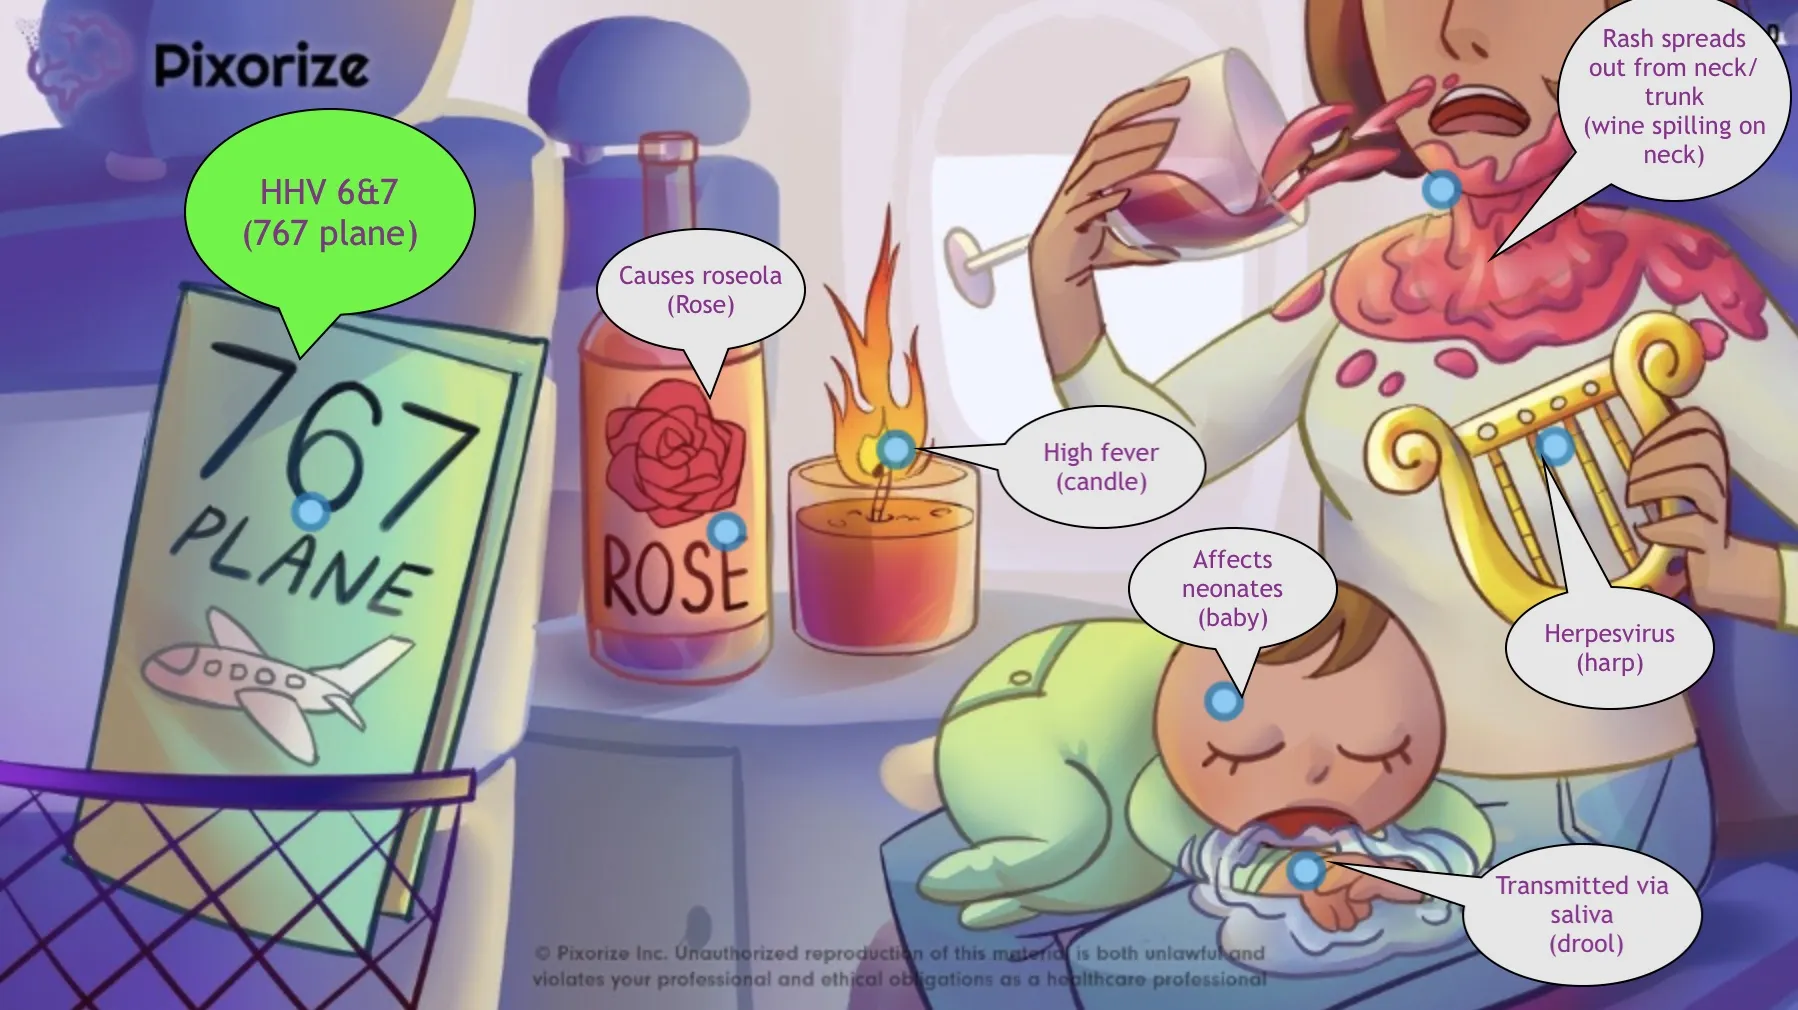 Pixorize
HHV 6&7
(767 plane)
767
PLANE
Causes roseola
(Rose)
ROSE
High fever
(candle)
Rash spreads
out from neck/
trunk
(wine spilling on
neck)
Affects
neonates
(baby)
Herpesvirus
(harp)
Transmitted via
saliva
(drool)
© Pixorize Inc. Unauthorized reproduction of this material is both unlawful and
violates your professional and ethical obligations as a healthcare professional